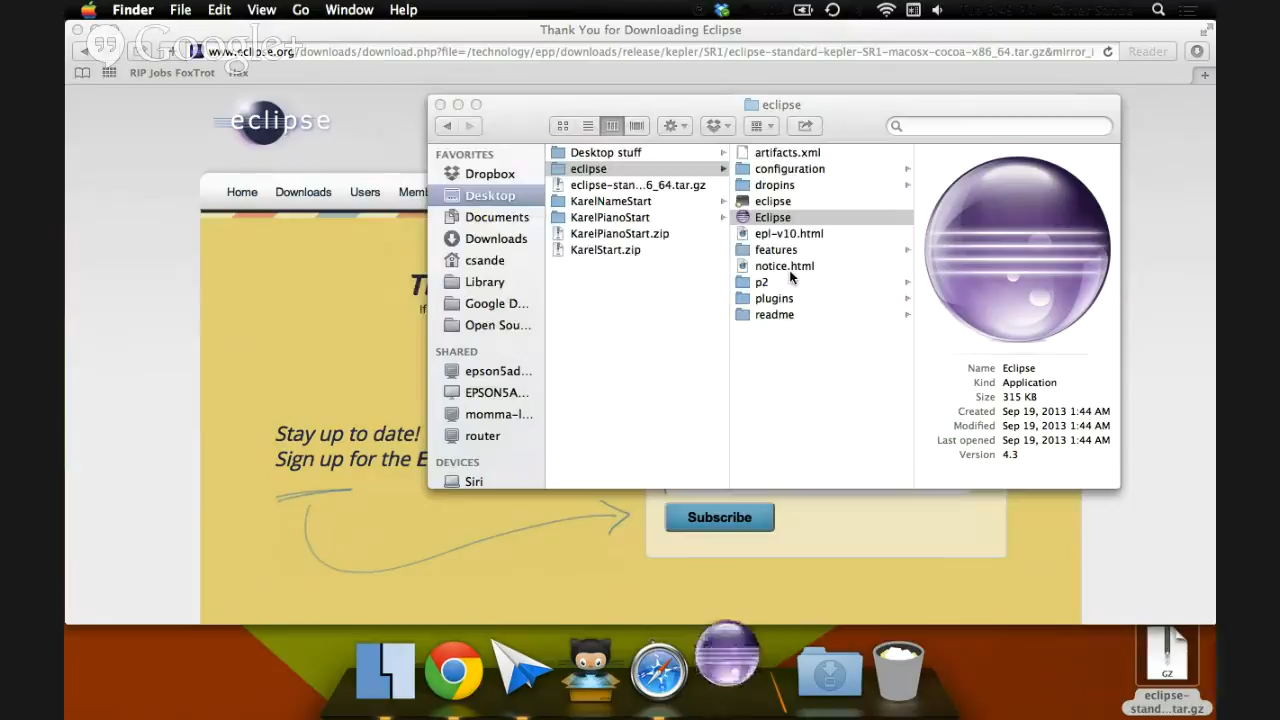 Finder File Edit View Go Window Help
Thank You for Downloading Eclipse
www.eclipse.org/downloads/download.php?file=/technology/epp/downloads/release/kepler/SR1/eclipse-standard-kepler-SR1-macosx-cocoa-x86_64.tar.gz&mirror_i
Reader
Google+
RIP Jobs FoxTrot
eclipse
Home Downloads Users Memb
T
If
Stay up to date!
Sign up for the E
Subscribe
eclipse
FAVORITES
Dropbox
Desktop
Documents
Downloads
csande
Library
Google D...
Open Sou...
SHARED
epson5ad...
EPSON5A...
momma-l...
router
DEVICES
Siri
Desktop stuff
eclipse
eclipse-stan...6_64.tar.gz
KarelNameStart
KarelPianoStart
KarelPianoStart.zip
KarelStart.zip
artifacts.xml
configuration
dropins
eclipse
Eclipse
epl-v10.html
features
notice.html
p2
plugins
readme
Name Eclipse
Kind Application
Size 315 KB
Created Sep 19, 2013 1:44 AM
Modified Sep 19, 2013 1:44 AM
Last opened Sep 19, 2013 1:44 AM
Version 4.3
GZ
eclipse-
stand...tar.gz